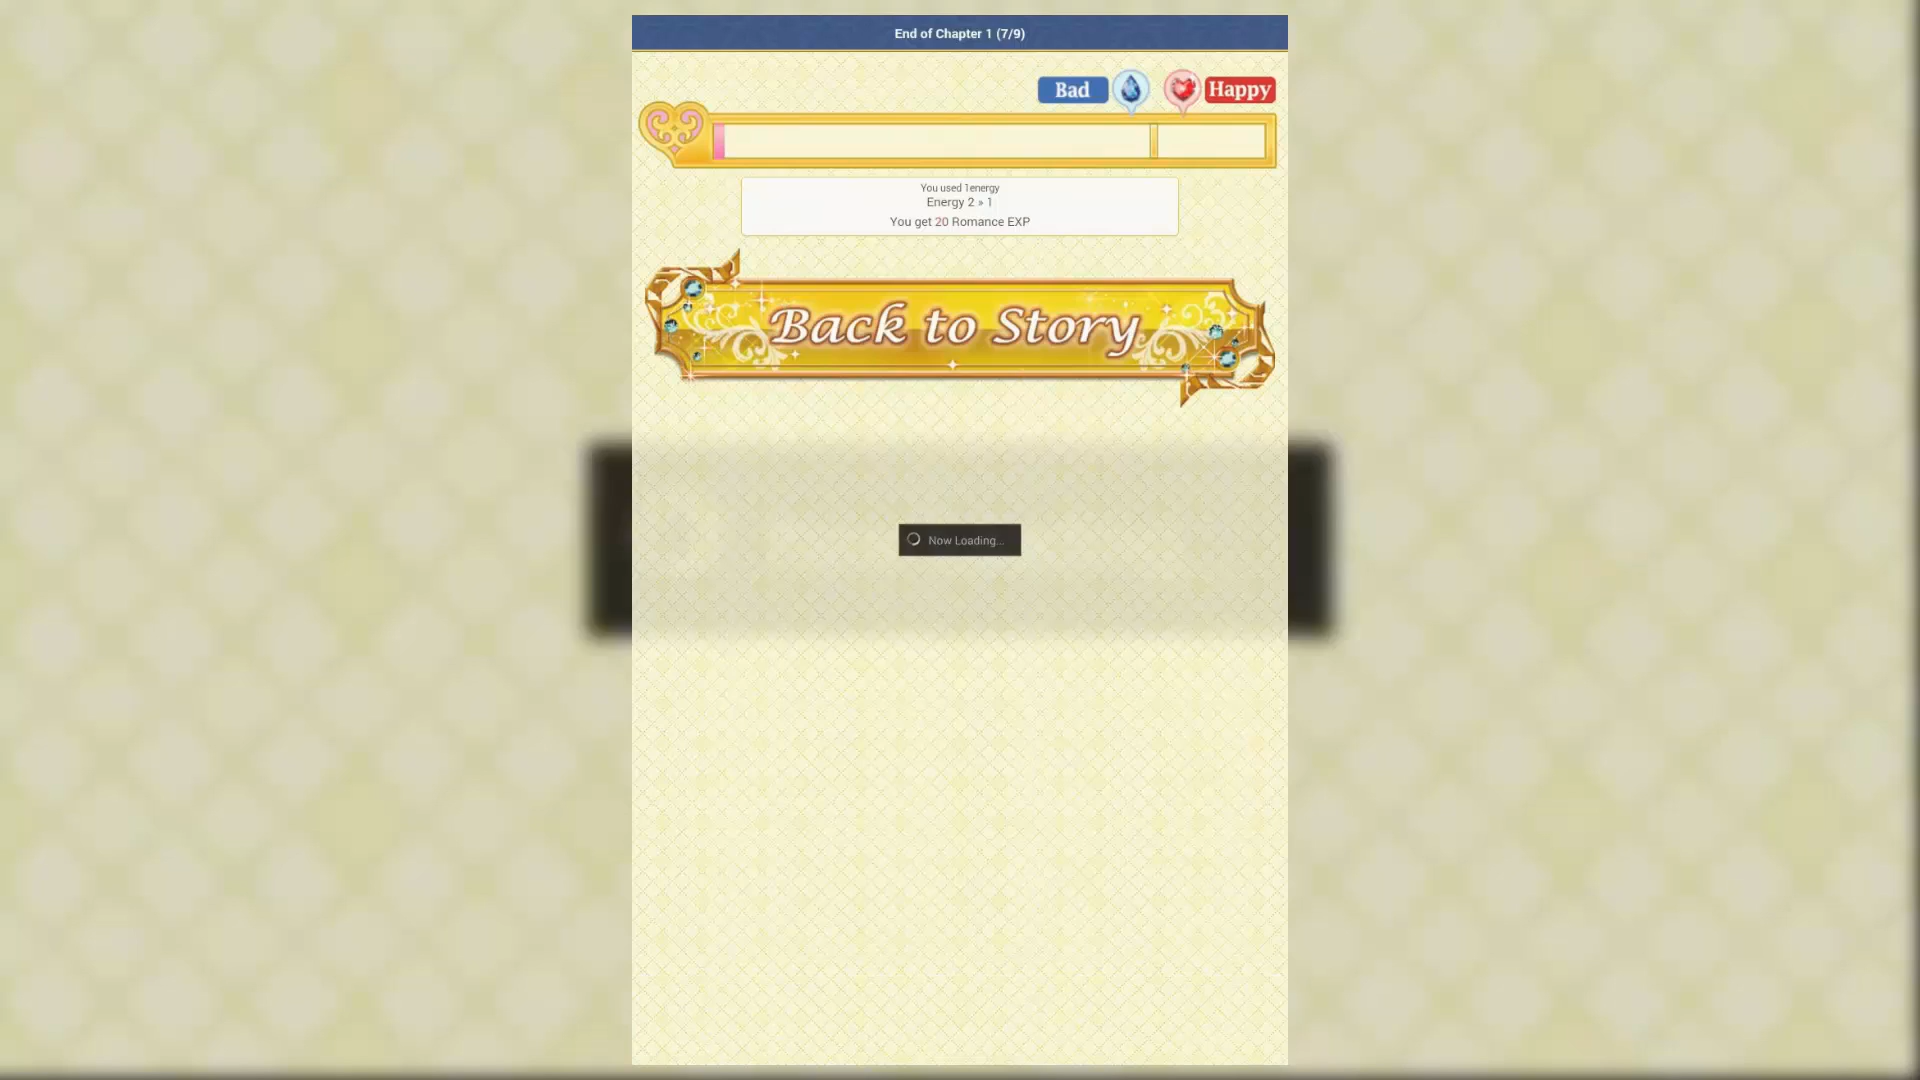 End of Chapter 1 (7/9)
Bad
Happy
You used 1energy
Energy 2 » 1
You get 20 Romance EXP
Back to Story
Now Loading...